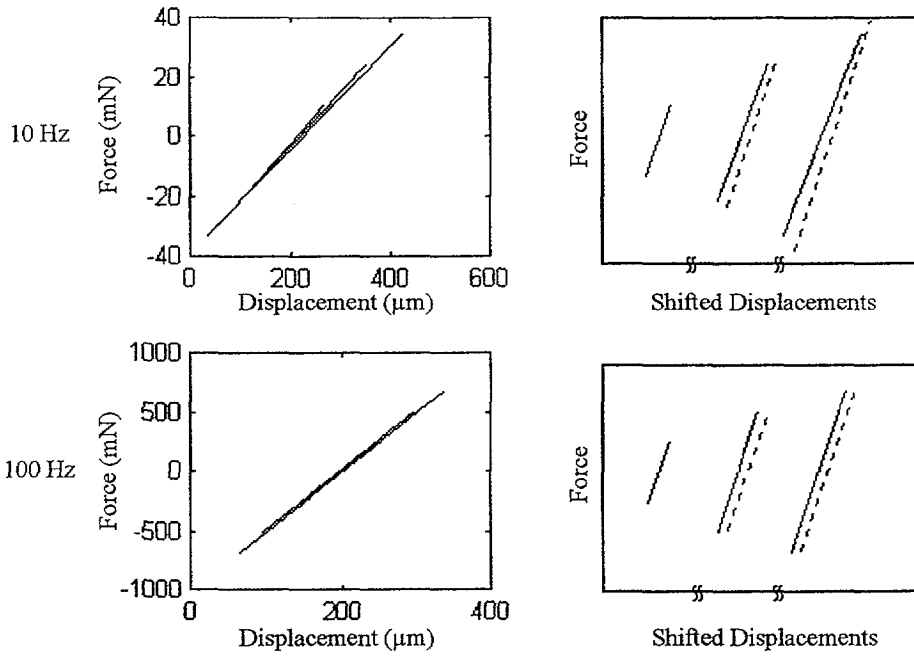 10 Hz
Force (mN)
40
20
0
-20
-40
0 200 400 600
Displacement (μm)
Force
Shifted Displacements
100 Hz
Force (mN)
1000
500
0
-500
-1000
0 200 400
Displacement (μm)
Force
Shifted Displacements